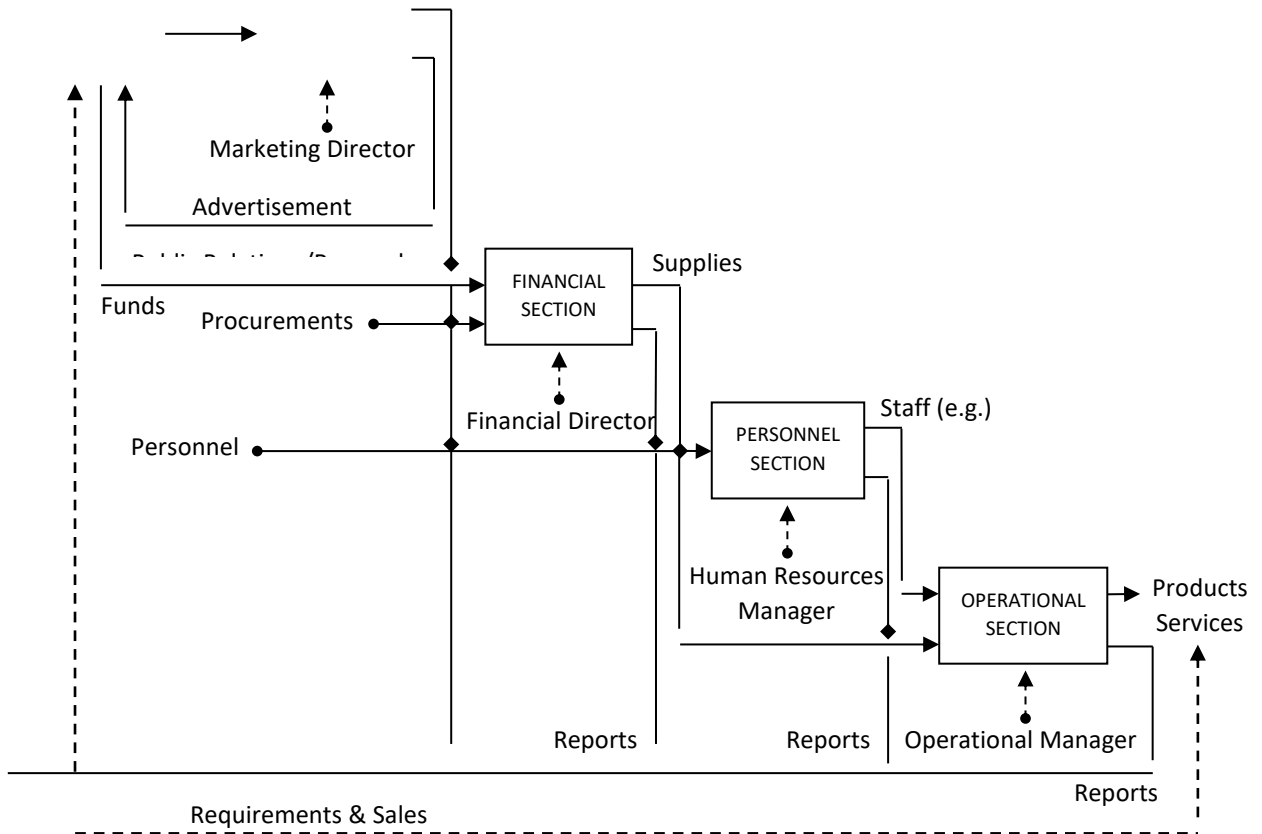 Marketing Director
Advertisement
Supplies
FINANCIAL
SECTION
Funds
Procurements
Financial Director
Staff (e.g.)
Personnel
PERSONNEL
SECTION
Human Resources
Manager
OPERATIONAL
SECTION
Products
Services
Reports
Reports
Operational Manager
Reports
Requirements & Sales